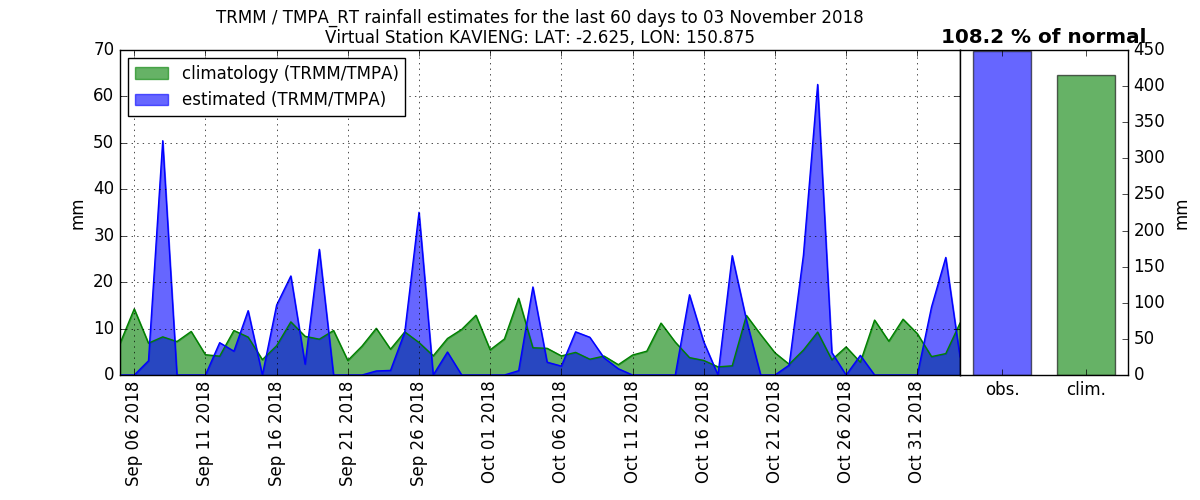 TRMM / TMPA_RT rainfall estimates for the last 60 days to 03 November 2018
Virtual Station KAVIENG: LAT: -2.625, LON: 150.875
108.2 % of normal
climatology (TRMM/TMPA)
estimated (TRMM/TMPA)
70
60
50
40
30
20
10
0
mm
Sep 06 2018
Sep 11 2018
Sep 16 2018
Sep 21 2018
Sep 26 2018
Oct 01 2018
Oct 06 2018
Oct 11 2018
Oct 16 2018
Oct 21 2018
Oct 26 2018
Oct 31 2018
obs.
clim.
450
400
350
300
250
200
150
100
50
0
mm